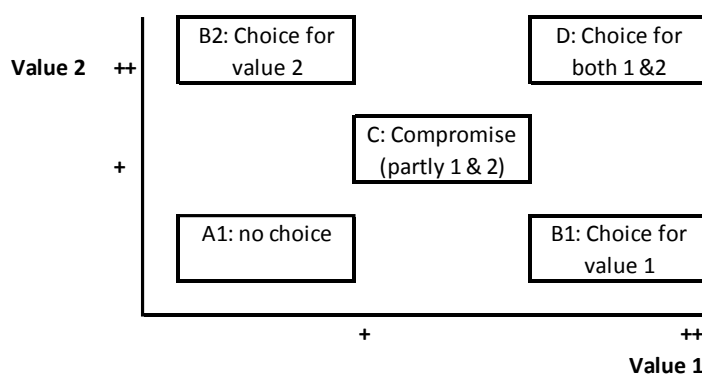 B2: Choice for
value 2
D: Choice for
both 1 &2
Value 2 ++
C: Compromise
(partly 1 & 2)
+
A1: no choice
B1: Choice for
value 1
+ ++
Value 1